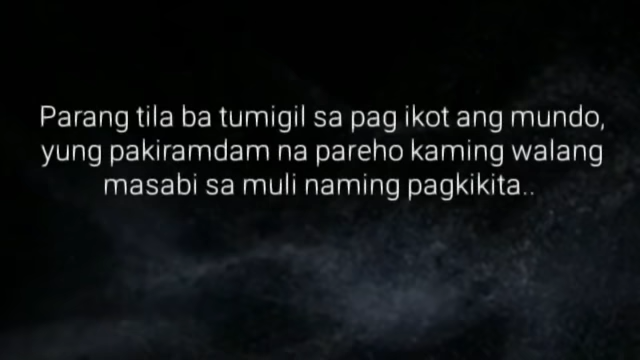 Parang tila ba tumigil sa pag ikot ang mundo,
yung pakiramdam na pareho kaming walang
masabi sa muli naming pagkikita..